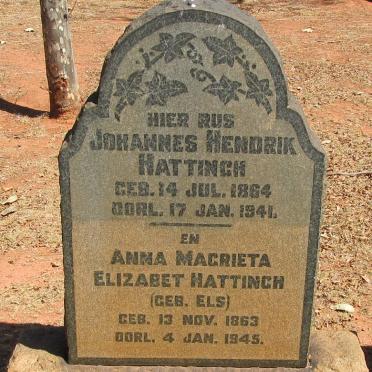 HIER RUS
JOHANNES HENDRIK
HATTINGH
GEB. 14 JUL. 1864
OORL. 17 JAN. 1941.
EN
ANNA MAGRIETA
ELIZABET HATTINGH
(GEB. ELS)
GEB. 13 NOV. 1863
OORL. 4 JAN. 1945.